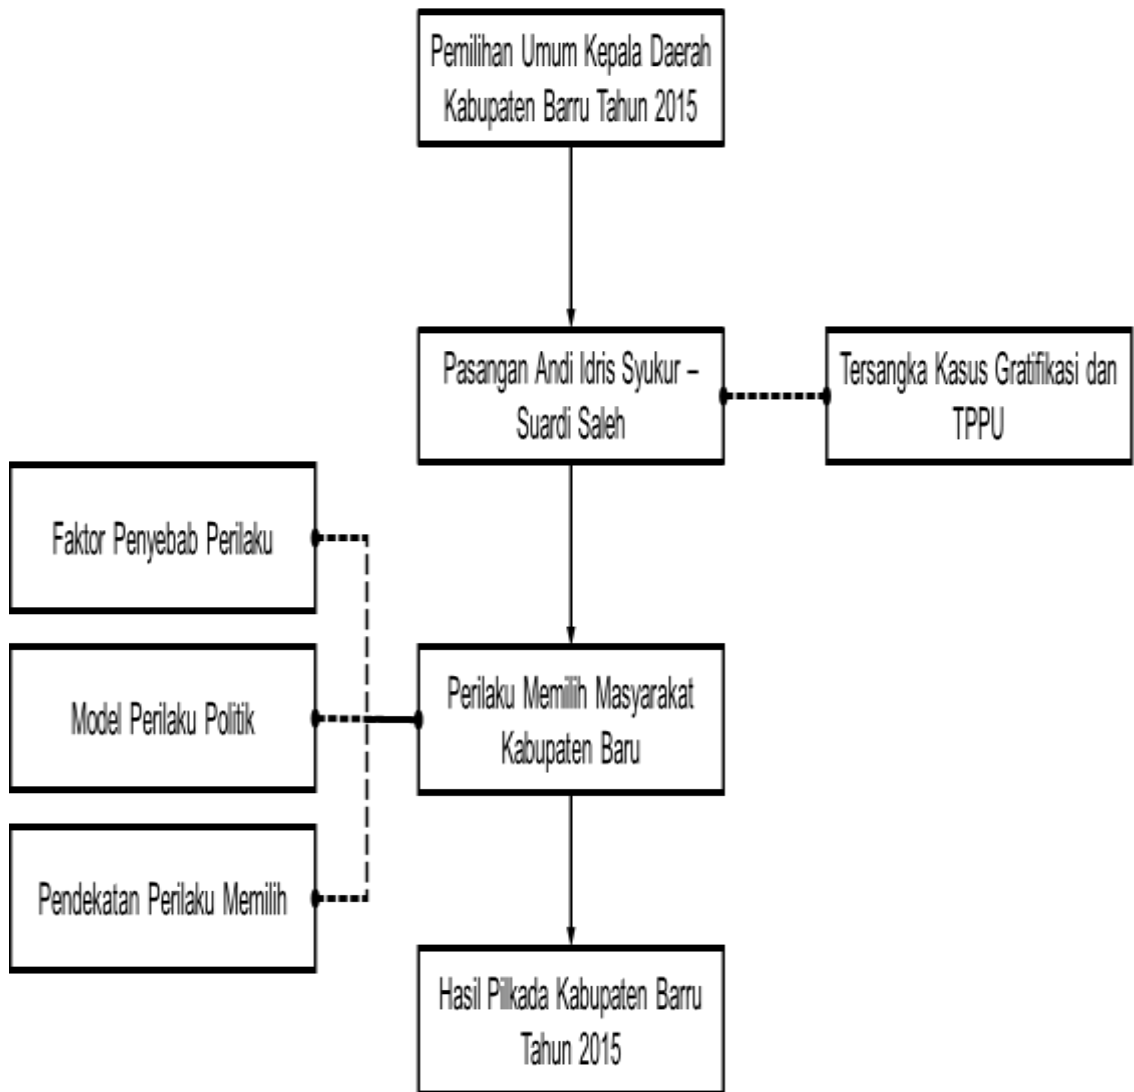 Pemilihan Umum Kepala Daerah
Kabupaten Barru Tahun 2015
Pasangan Andi Idris Syukur –
Suardi Saleh
Tersangka Kasus Gratifikasi dan
TPPU
Faktor Penyebab Perilaku
Model Perilaku Politik
Perilaku Memilih Masyarakat
Kabupaten Baru
Pendekatan Perilaku Memilih
Hasil Pilkada Kabupaten Barru
Tahun 2015